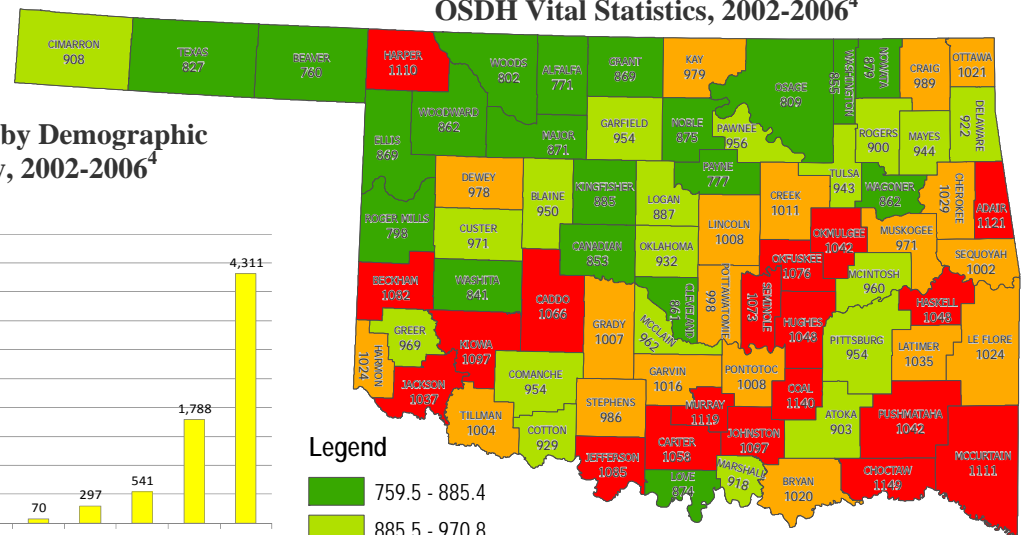 OSDH Vital Statistics, 2002-2006⁴
by Demographic
y, 2002-2006⁴
4,311
1,788
541
297
70
CIMARRON
908
TEXAS
827
BEAVER
760
HARPER
1110
WOODS
802
ALFALFA
771
GRANT
869
KAY
979
OSAGE
809
WASHINGTON
NOWATA
879
CRAIG
989
OTTAWA
1021
DELAWARE
922
ELLIS
869
WOODWARD
862
MAJOR
871
GARFIELD
954
NOBLE
875
PAWNEE
956
ROGERS
900
MAYES
944
DEWEY
978
BLAINE
950
KINGFISHER
885
LOGAN
887
PAYNE
777
CREEK
1011
TULSA
943
WAGONER
862
CHEROKEE
1029
ADAIR
1121
ROGER MILLS
798
CUSTER
971
CANADIAN
853
OKLAHOMA
932
LINCOLN
1008
OKMULGEE
1042
MUSKOGEE
971
SEQUOYAH
1002
BECKHAM
1082
WASHITA
841
CADDO
1066
GRADY
1007
MCCLAIN
962
CLEVELAND
861
POTTAWATOMIE
998
SEMINOLE
1073
OKFUSKEE
1076
MCINTOSH
960
HASKELL
1048
HARMON
1024
GREER
969
KIOWA
1097
COMANCHE
954
GARVIN
1016
PONTOTOC
1008
HUGHES
1048
PITTSBURG
954
LATIMER
1035
LE FLORE
1024
JACKSON
1037
TILLMAN
1004
COTTON
929
STEPHENS
986
MURRAY
1119
COAL
1140
ATOKA
903
PUSHMATAHA
1042
MCCURTAIN
1111
JEFFERSON
1085
CARTER
1058
JOHNSTON
1097
LOVE
874
MARSHALL
918
BRYAN
1020
CHOCTAW
1149
Legend
759.5 - 885.4
885.5 - 970.8